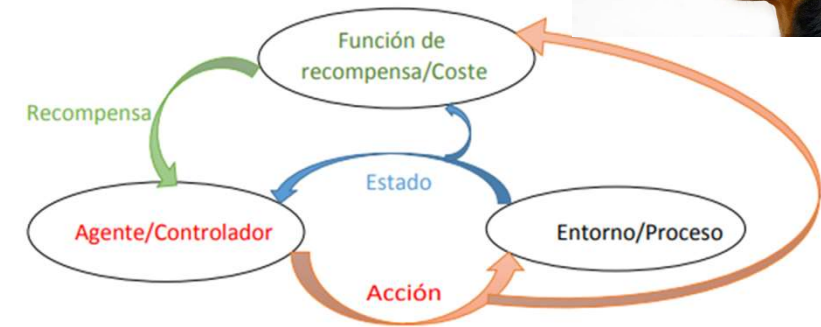 Función de
recompensa/Coste
Recompensa
Estado
Agente/Controlador
Entorno/Proceso
Acción